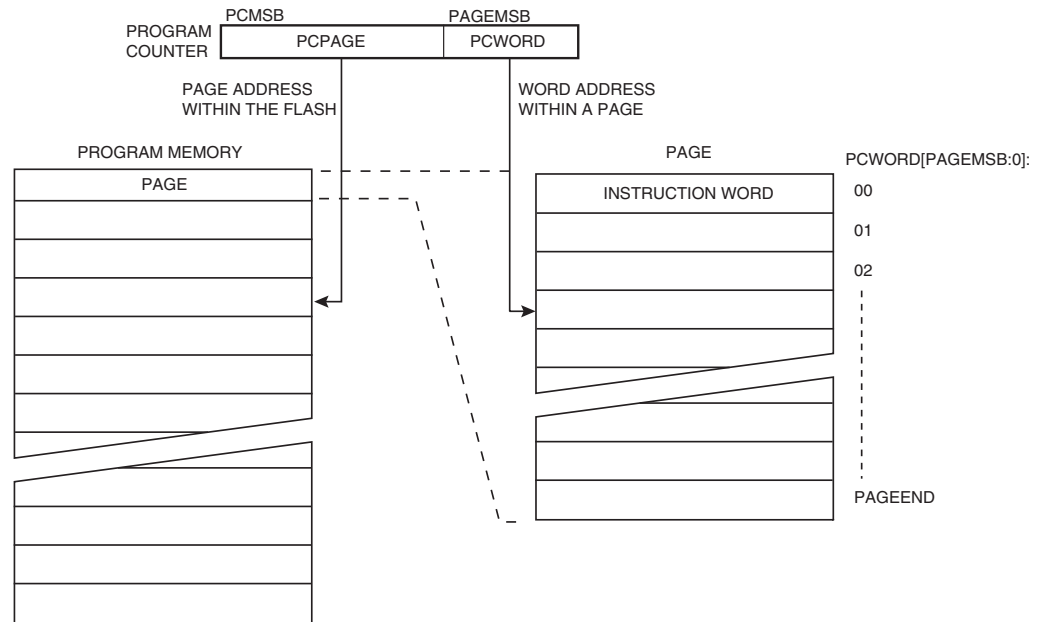 PCMSB
PAGEMSB
PROGRAM
COUNTER
PCPAGE
PCWORD
PAGE ADDRESS
WITHIN THE FLASH
WORD ADDRESS
WITHIN A PAGE
PROGRAM MEMORY
PAGE
PAGE
PCWORD[PAGEMSB:0]:
INSTRUCTION WORD
00
01
02
PAGEEND